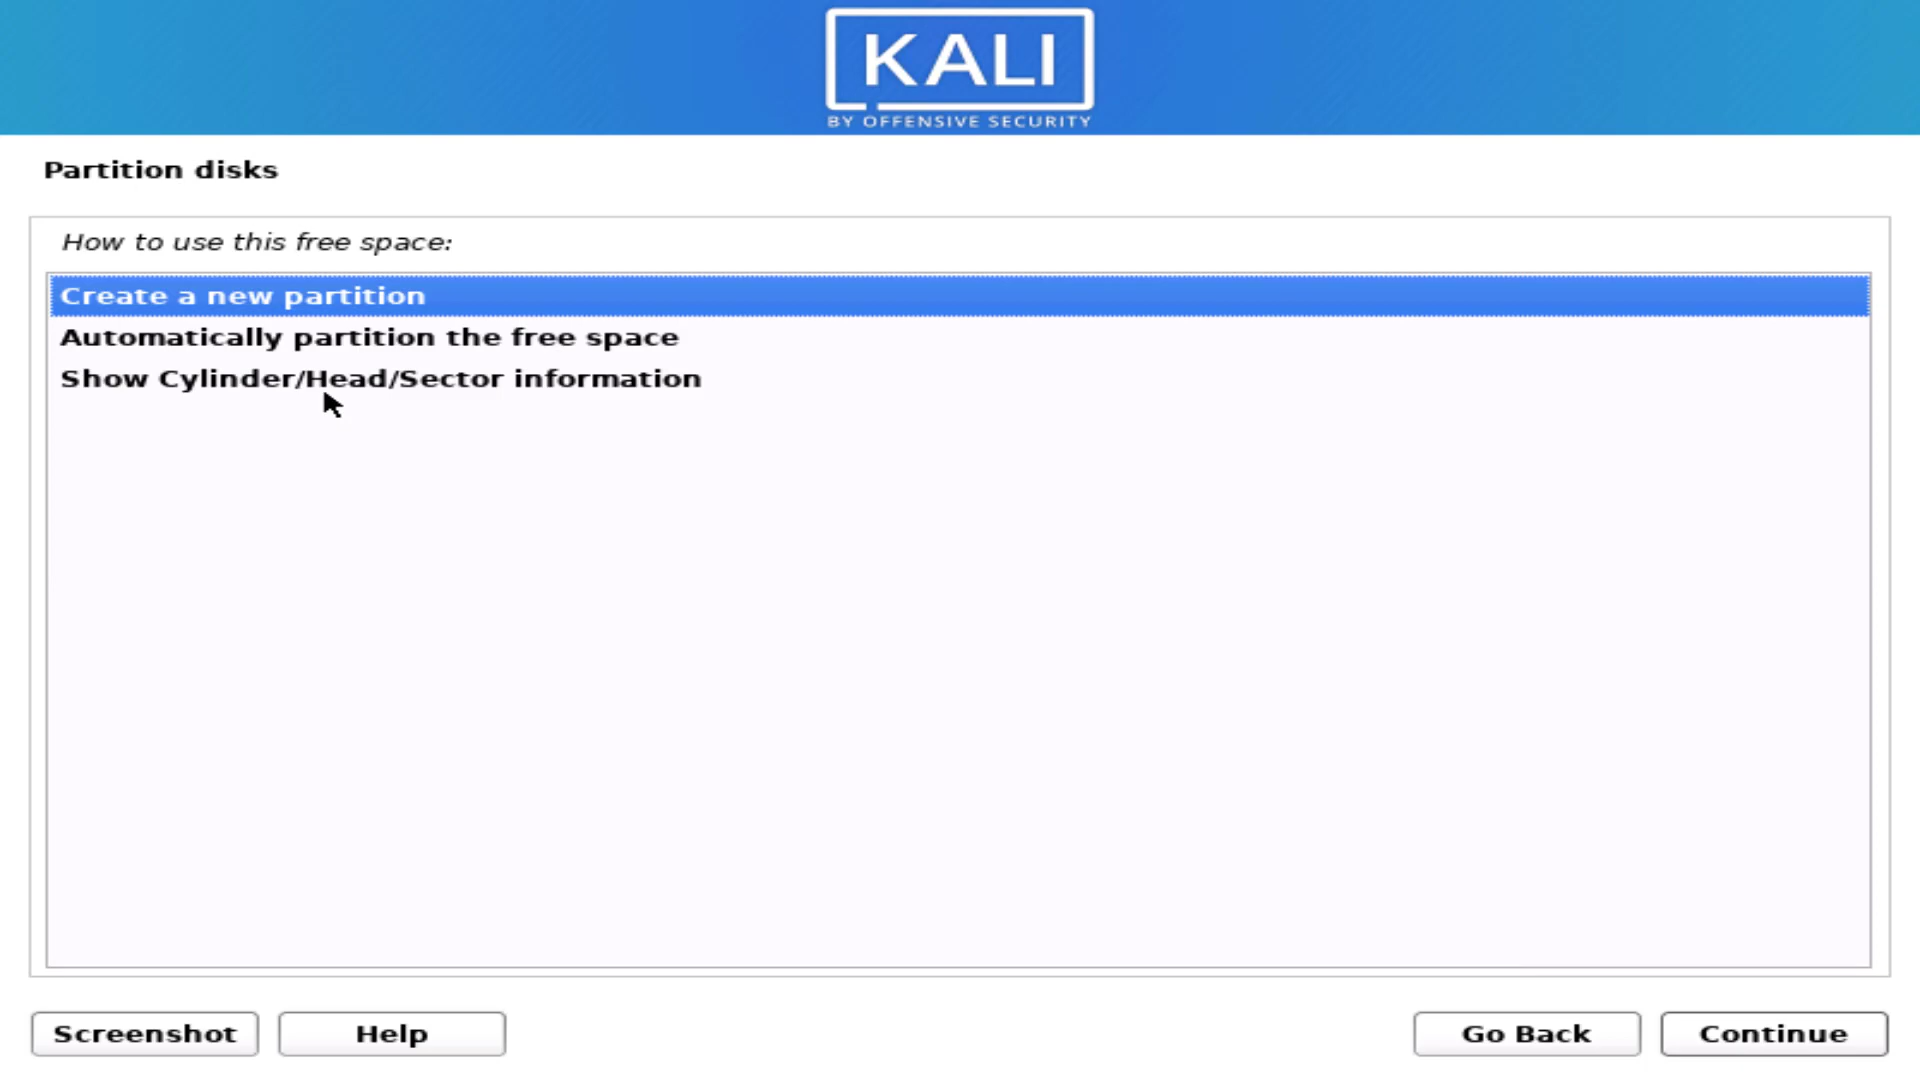 KALI
BY OFFENSIVE SECURITY
Partition disks
How to use this free space:
Create a new partition
Automatically partition the free space
Show Cylinder/Head/Sector information
Screenshot
Help
Go Back
Continue